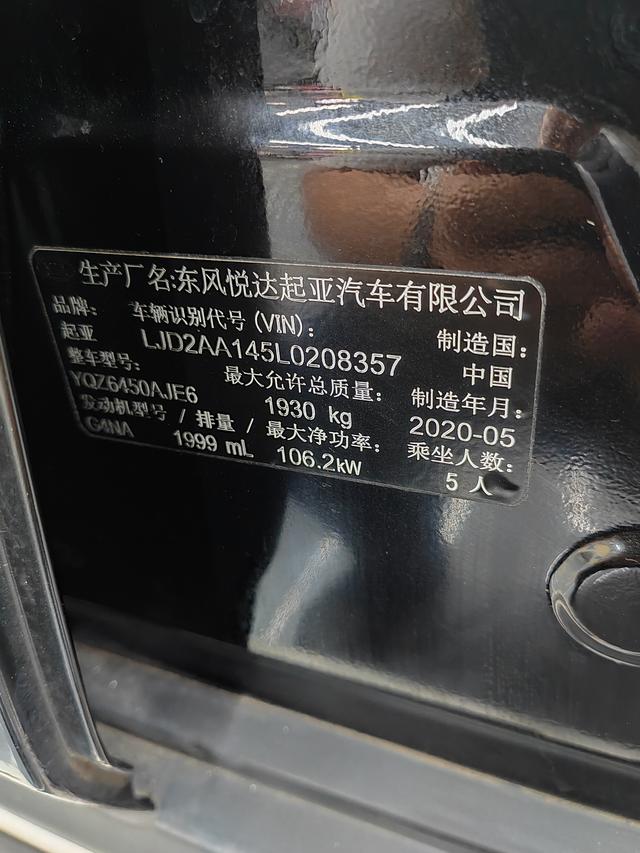 生产厂名:东风悦达起亚汽车有限公司
品牌: 车辆识别代号(VIN): 制造国:
起亚 LJD2AA145L0208357 中国
整车型号: 最大允许总质量: 制造年月:
YQZ6450AJE6 1930 kg 2020-05
发动机型号 / 排量 / 最大净功率: 乘坐人数:
G4NA 1999 mL 106.2kW 5 人